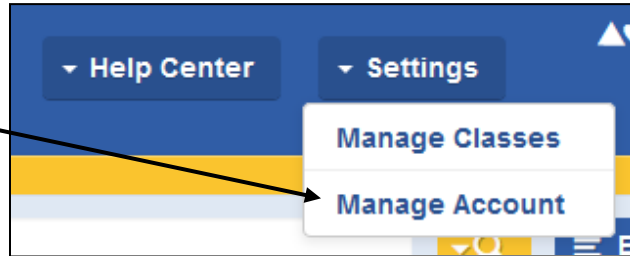 Help Center
Settings
Manage Classes
Manage Account